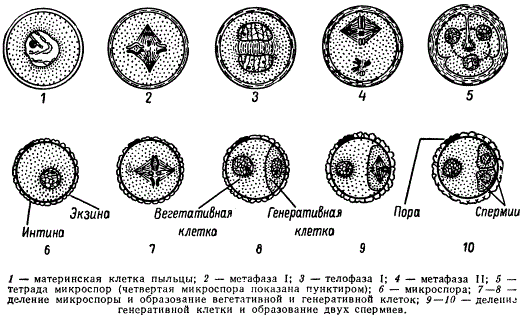 1 2 3 4 5
Интина Экзина Вегетативная клетка Генеративная клетка Пора Спермии
6 7 8 9 10
1 — материнская клетка пыльцы; 2 — метафаза I; 3 — телофаза I; 4 — метафаза II; 5 —
тетрада микроспор (четвертая микроспора показана пунктиром); 6 — микроспора; 7—8 —
деление микроспоры и образование вегетативной и генеративной клеток; 9—10 — деление
генеративной клетки и образование двух спермиев.